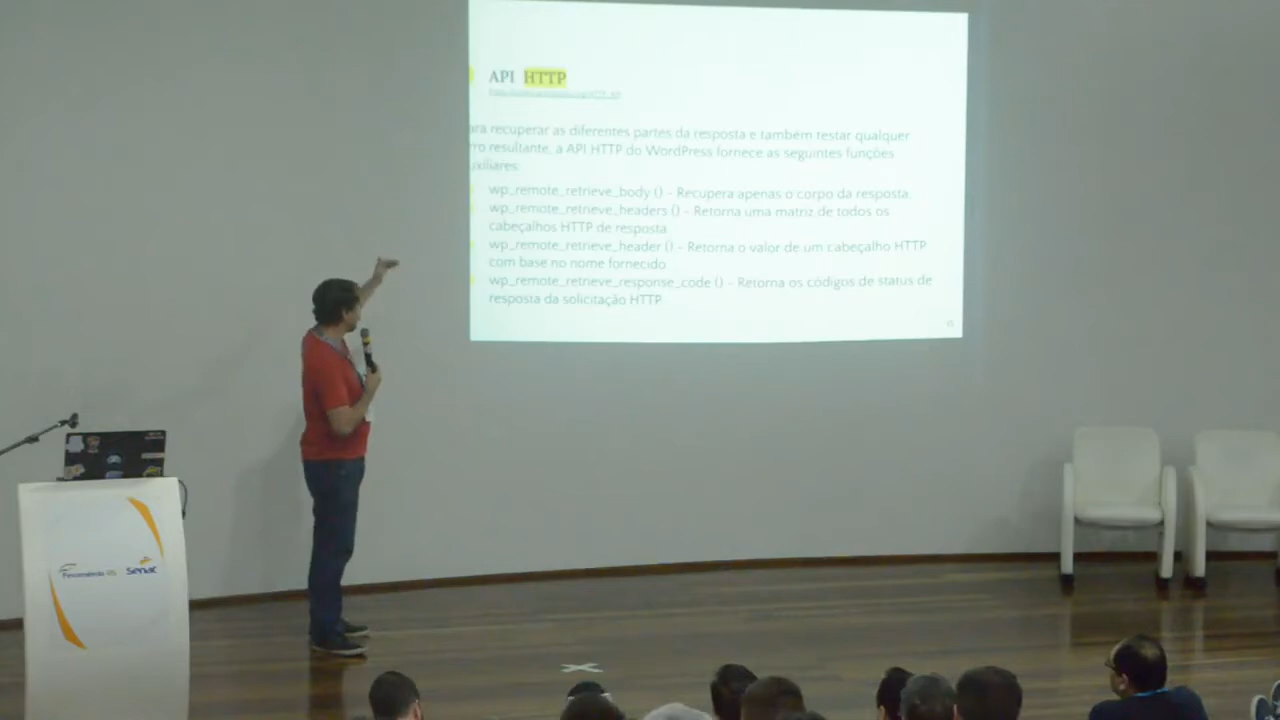 API HTTP
ara recuperar as diferentes partes da resposta e também testar qualquer
rro resultante, a API HTTP do WordPress fornece as seguintes funções
uxiliares:
wp_remote_retrieve_body () - Recupera apenas o corpo da resposta.
wp_remote_retrieve_headers () - Retorna uma matriz de todos os
cabeçalhos HTTP de resposta
wp_remote_retrieve_header () - Retorna o valor de um cabeçalho HTTP
com base no nome fornecido
wp_remote_retrieve_response_code () - Retorna os códigos de status de
resposta da solicitação HTTP
Fecomércio RS Senac